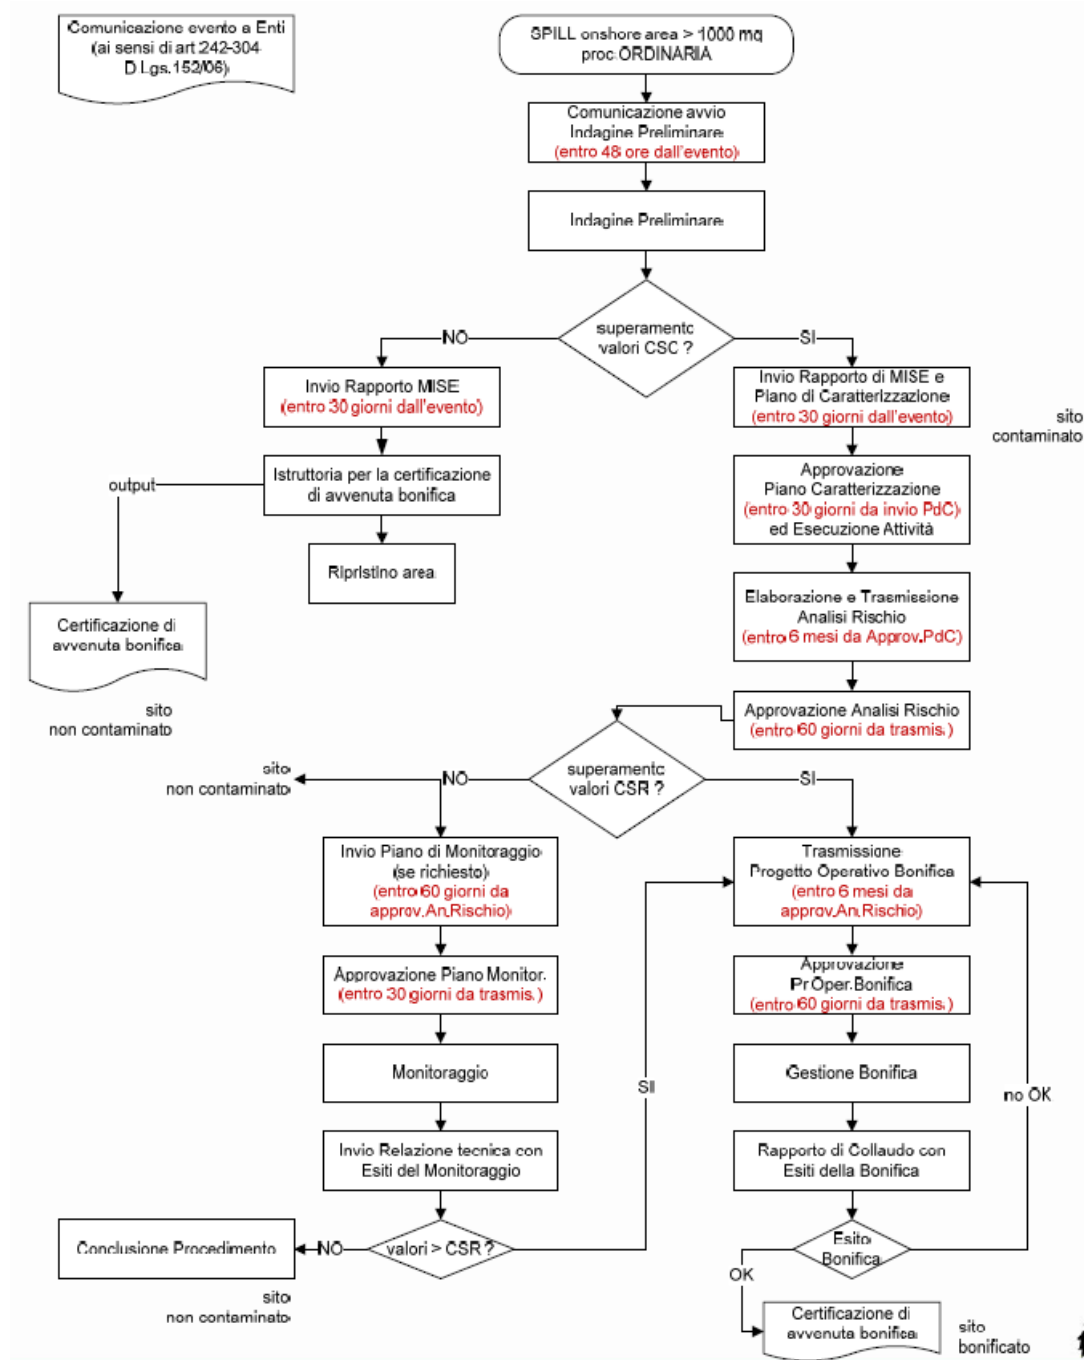 Comunicazione evento a Enti
(ai sensi di art.242-304
D.Lgs.152/06)
SPILL onshore area > 1000 mq
proc.ORDINARIA
Comunicazione avvio
Indagine Preliminare
(entro 48 ore dall'evento)
Indagine Preliminare
superamento
valori CSC ?
NO
SI
Invio Rapporto MISE
(entro 30 giorni dall'evento)
Invio Rapporto di MISE e
Piano di Caratterizzazione
(entro 30 giorni dall'evento)
sito
contaminato
Istruttoria per la certificazione
di avvenuta bonifica
output
Approvazione
Piano Caratterizzazione
(entro 30 giorni da invio PdC)
ed Esecuzione Attività
Ripristino area
Certificazione di
avvenuta bonifica
sito
non contaminato
Elaborazione e Trasmissione
Analisi Rischio
(entro 6 mesi da Approv.PdC)
Approvazione Analisi Rischio
(entro 60 giorni da trasmis.)
superamento
valori CSR ?
NO
SI
sito
non contaminato
Invio Piano di Monitoraggio
(se richiesto)
(entro 60 giorni da
approv.An.Rischio)
Trasmissione
Progetto Operativo Bonifica
(entro 6 mesi da
approv.An.Rischio)
Approvazione Piano Monitor.
(entro 30 giorni da trasmis.)
Approvazione
Pr.Oper.Bonifica
(entro 60 giorni da trasmis.)
Monitoraggio
SI
Gestione Bonifica
no OK
Invio Relazione tecnica con
Esiti del Monitoraggio
Rapporto di Collaudo con
Esiti della Bonifica
Conclusione Procedimento
NO
valori > CSR ?
Esito
Bonifica
OK
sito
non contaminato
Certificazione di
avvenuta bonifica
sito
bonificato